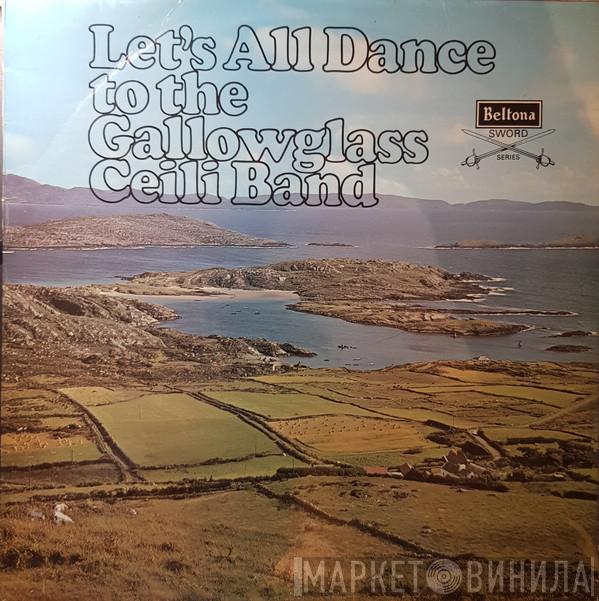 Let's All Dance
to the
Gallowglass
Ceili Band
Beltona
SWORD
SERIES
МАРКЕТ ВИНИЛА